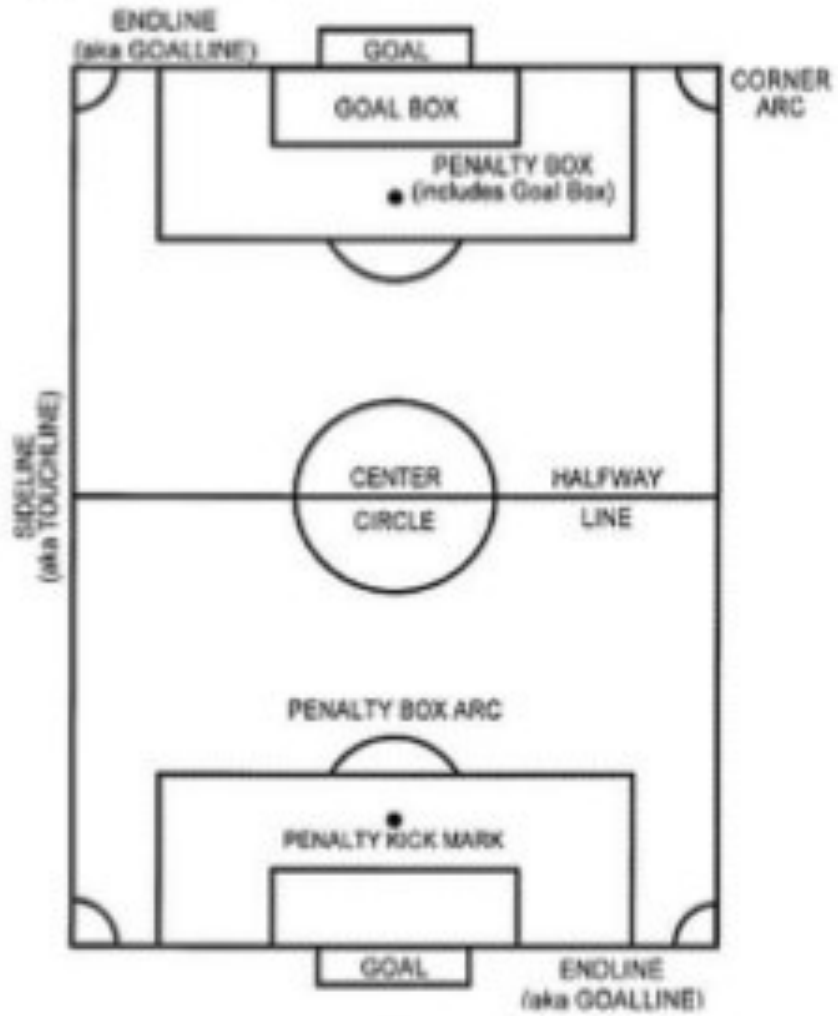 ENDLINE
(aka GOALLINE)
GOAL
CORNER
ARC
GOAL BOX
PENALTY BOX
(includes Goal Box)
SIDELINE
(aka TOUCHLINE)
CENTER
CIRCLE
HALFWAY
LINE
PENALTY BOX ARC
PENALTY KICK MARK
GOAL
ENDLINE
(aka GOALLINE)